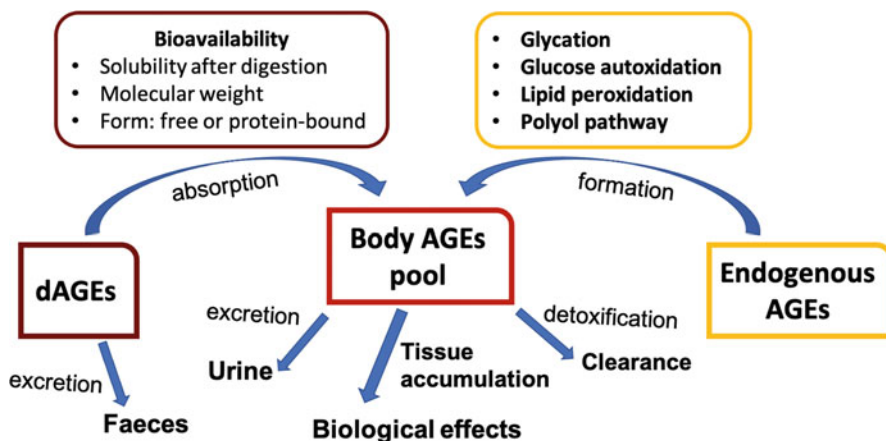 Bioavailability
• Solubility after digestion
• Molecular weight
• Form: free or protein-bound
• Glycation
• Glucose autoxidation
• Lipid peroxidation
• Polyol pathway
absorption
formation
dAGEs
Body AGEs
pool
Endogenous
AGEs
excretion
detoxification
excretion
Urine
Tissue
accumulation
Clearance
Faeces
Biological effects